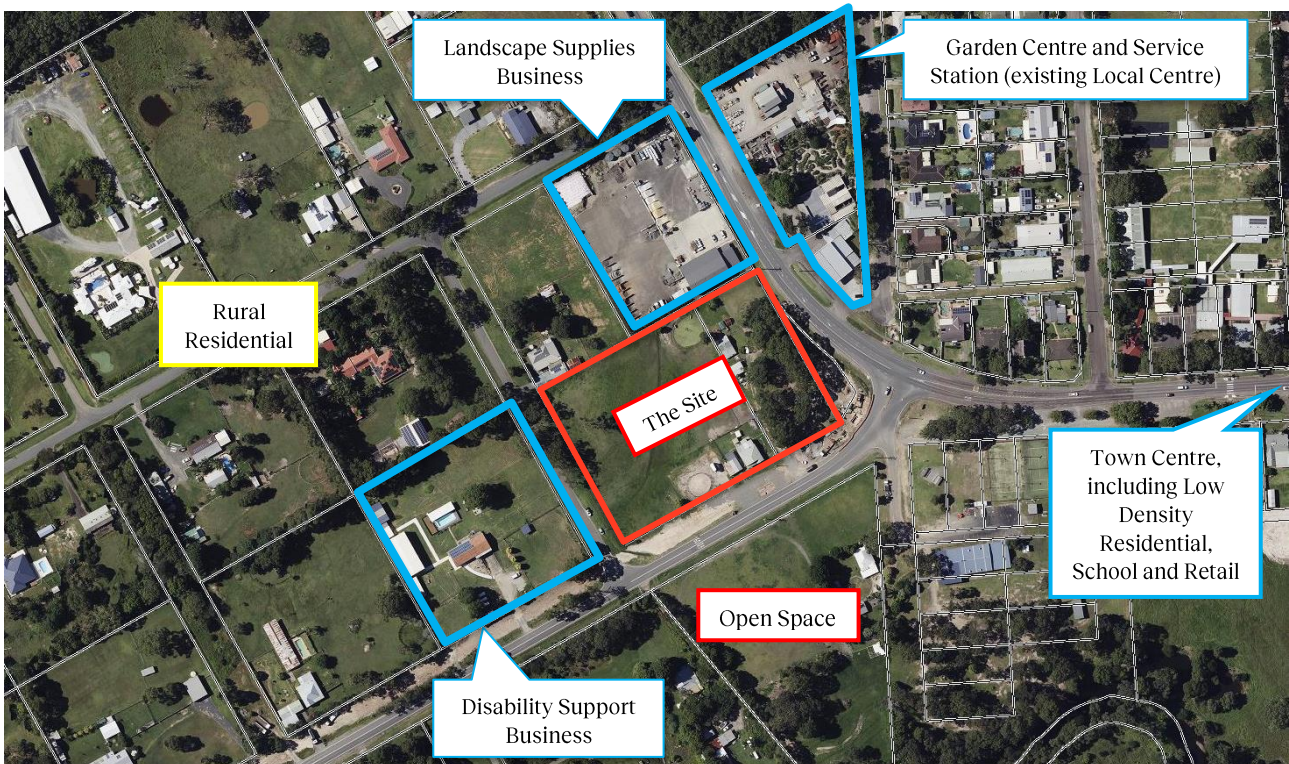 Landscape Supplies
Business
Garden Centre and Service
Station (existing Local Centre)
Rural
Residential
The Site
Town Centre,
including Low
Density
Residential,
School and Retail
Open Space
Disability Support
Business